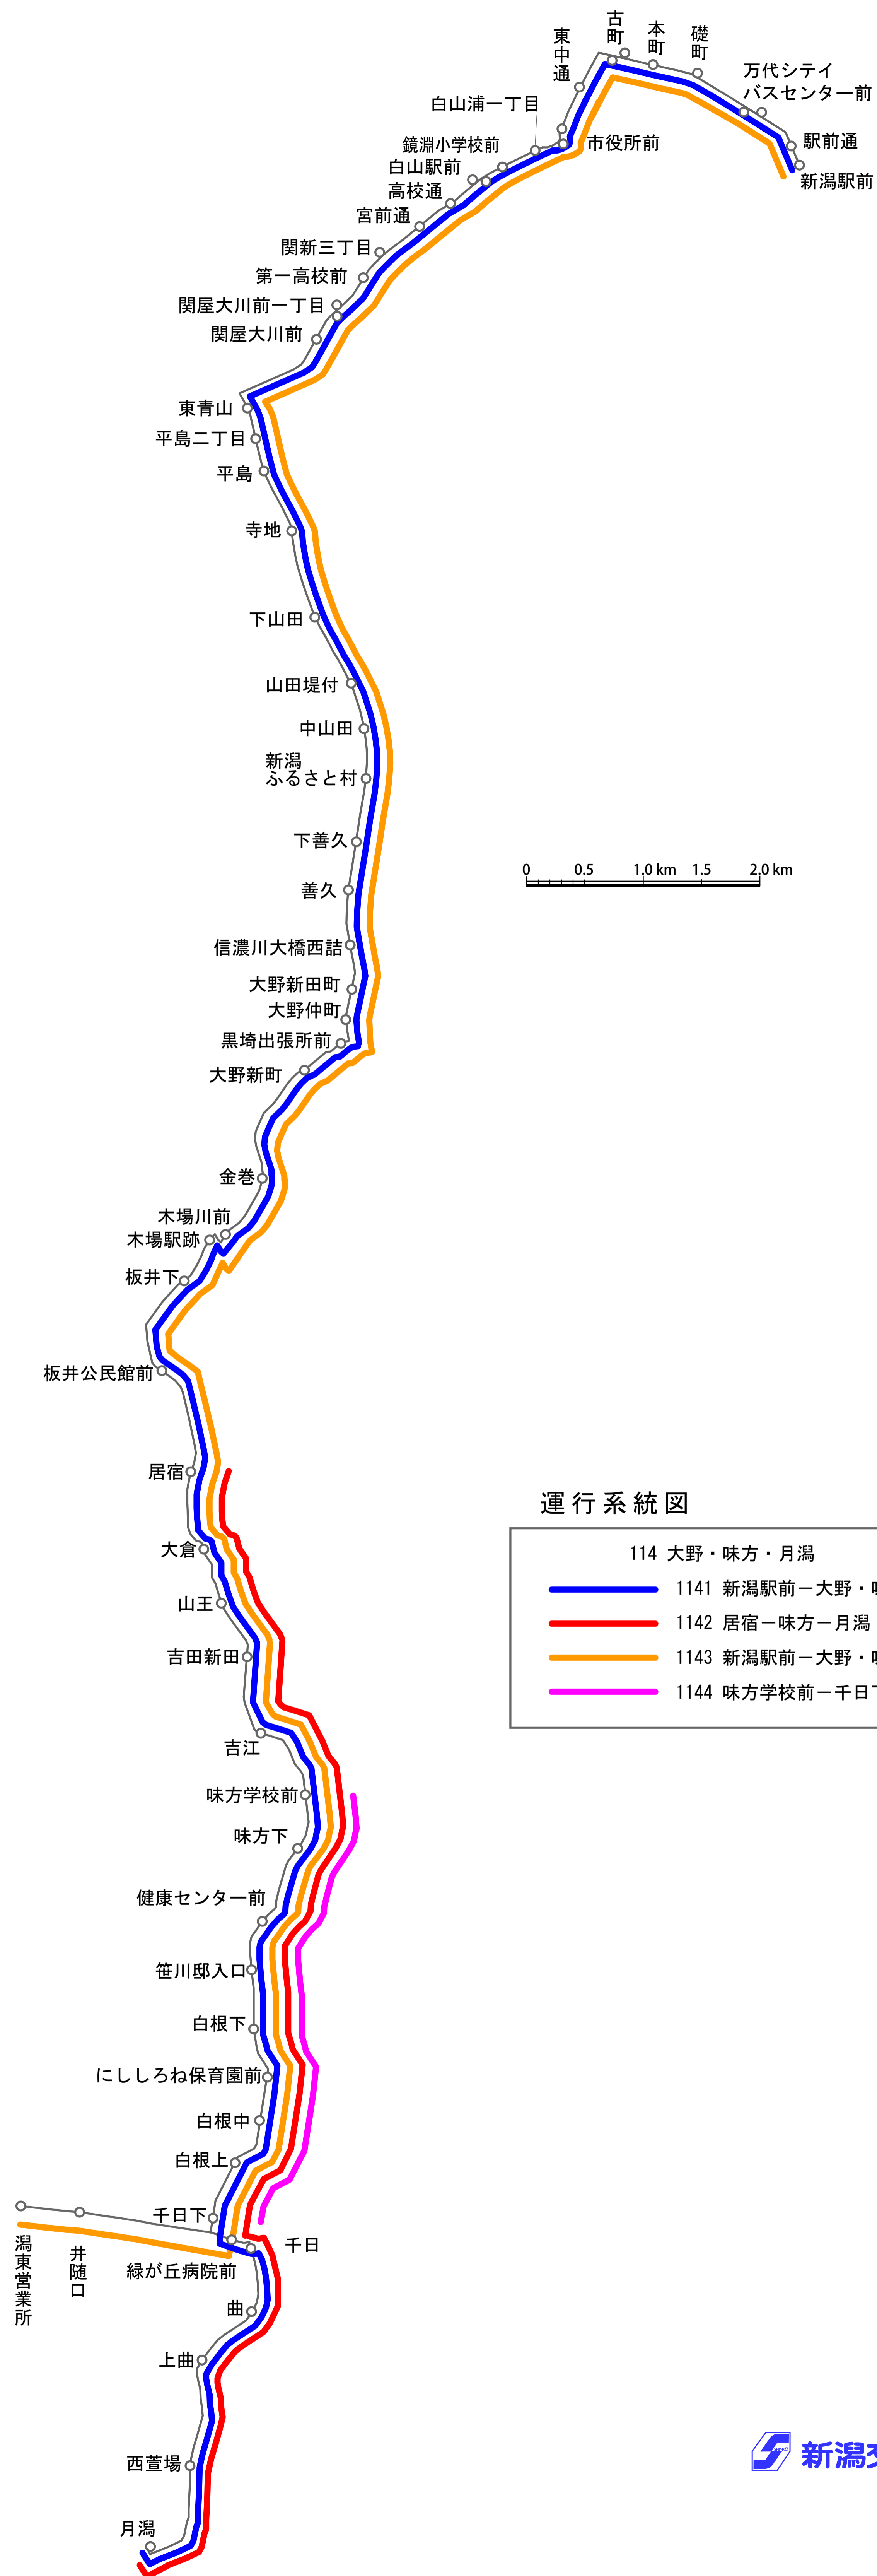 古町
本町
礎町
東中通
万代シテイ
バスセンター前
白山浦一丁目
駅前通
市役所前
鏡淵小学校前
白山駅前
新潟駅前
高校通
宮前通
関新三丁目
第一高校前
関屋大川前一丁目
関屋大川前
東青山
平島二丁目
平島
寺地
下山田
山田堤付
中山田
新潟
ふるさと村
下善久
0 0.5 1.0 km 1.5 2.0 km
善久
信濃川大橋西詰
大野新田町
大野仲町
黒埼出張所前
大野新町
金巻
木場川前
木場駅跡
板井下
板井公民館前
居宿
運行系統図
大倉
114 大野・味方・月潟
1141 新潟駅前－大野・
山王
1142 居宿－味方－月潟
吉田新田
1143 新潟駅前－大野・
1144 味方学校前－千日
吉江
味方学校前
味方下
健康センター前
笹川邸入口
白根下
にししろね保育園前
白根中
白根上
千日下
千日
潟東営業所
井随口
緑が丘病院前
曲
上曲
新潟
西萱場
月潟